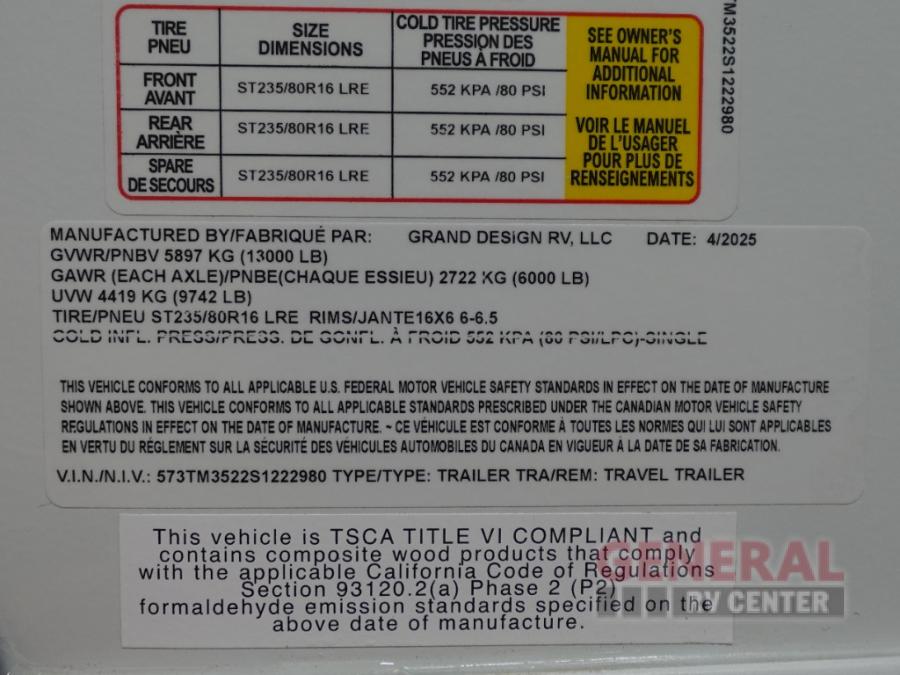 TIRE PNEU SIZE DIMENSIONS COLD TIRE PRESSURE PRESSION DES PNEUS À FROID
FRONT AVANT ST235/80R16 LRE 552 KPA /80 PSI
REAR ARRIÈRE ST235/80R16 LRE 552 KPA /80 PSI
SPARE DE SECOURS ST235/80R16 LRE 552 KPA /80 PSI
SEE OWNER'S
MANUAL FOR
ADDITIONAL
INFORMATION
VOIR LE MANUEL
DE L'USAGER
POUR PLUS DE
RENSEIGNEMENTS
TM3522S1222980
MANUFACTURED BY/FABRIQUÉ PAR: GRAND DESIGN RV, LLC DATE: 4/2025
GVWR/PNBV 5897 KG (13000 LB)
GAWR (EACH AXLE)/PNBE(CHAQUE ESSIEU) 2722 KG (6000 LB)
UVW 4419 KG (9742 LB)
TIRE/PNEU ST235/80R16 LRE RIMS/JANTE16X6 6-6.5
COLD INFL. PRESS/PRESS. DE GONFL. À FROID 552 KPA (80 PSI/LPC)-SINGLE
THIS VEHICLE CONFORMS TO ALL APPLICABLE U.S. FEDERAL MOTOR VEHICLE SAFETY STANDARDS IN EFFECT ON THE DATE OF MANUFACTURE
SHOWN ABOVE. THIS VEHICLE CONFORMS TO ALL APPLICABLE STANDARDS PRESCRIBED UNDER THE CANADIAN MOTOR VEHICLE SAFETY
REGULATIONS IN EFFECT ON THE DATE OF MANUFACTURE. ~ CE VÉHICULE EST CONFORME À TOUTES LES NORMES QUI LUI SONT APPLICABLES
EN VERTU DU RÉGLEMENT SUR LA SÉCURITÉ DES VÉHICULES AUTOMOBILES DU CANADA EN VIGUEUR À LA DATE DE SA FABRICATION.
V.I.N./N.I.V.: 573TM3522S1222980 TYPE/TYPE: TRAILER TRA/REM: TRAVEL TRAILER
This vehicle is TSCA TITLE VI COMPLIANT and
contains composite wood products that comply
with the applicable California Code of Regulations
Section 93120.2(a) Phase 2 (P2)
formaldehyde emission standards specified on the
above date of manufacture.
GENERAL
RV CENTER